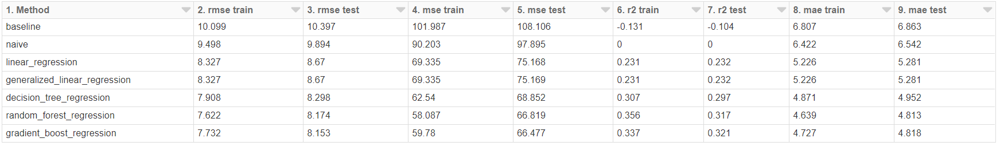 1. Method 2. rmse train 3. rmse test 4. mse train 5. mse test 6. r2 train 7. r2 test 8. mae train 9. mae test
baseline 10.099 10.397 101.987 108.106 -0.131 -0.104 6.807 6.863
naive 9.498 9.894 90.203 97.895 0 0 6.422 6.542
linear_regression 8.327 8.67 69.335 75.168 0.231 0.232 5.226 5.281
generalized_linear_regression 8.327 8.67 69.335 75.169 0.231 0.232 5.226 5.281
decision_tree_regression 7.908 8.298 62.54 68.852 0.307 0.297 4.871 4.952
random_forest_regression 7.622 8.174 58.087 66.819 0.356 0.317 4.639 4.813
gradient_boost_regression 7.732 8.153 59.78 66.477 0.337 0.321 4.727 4.818